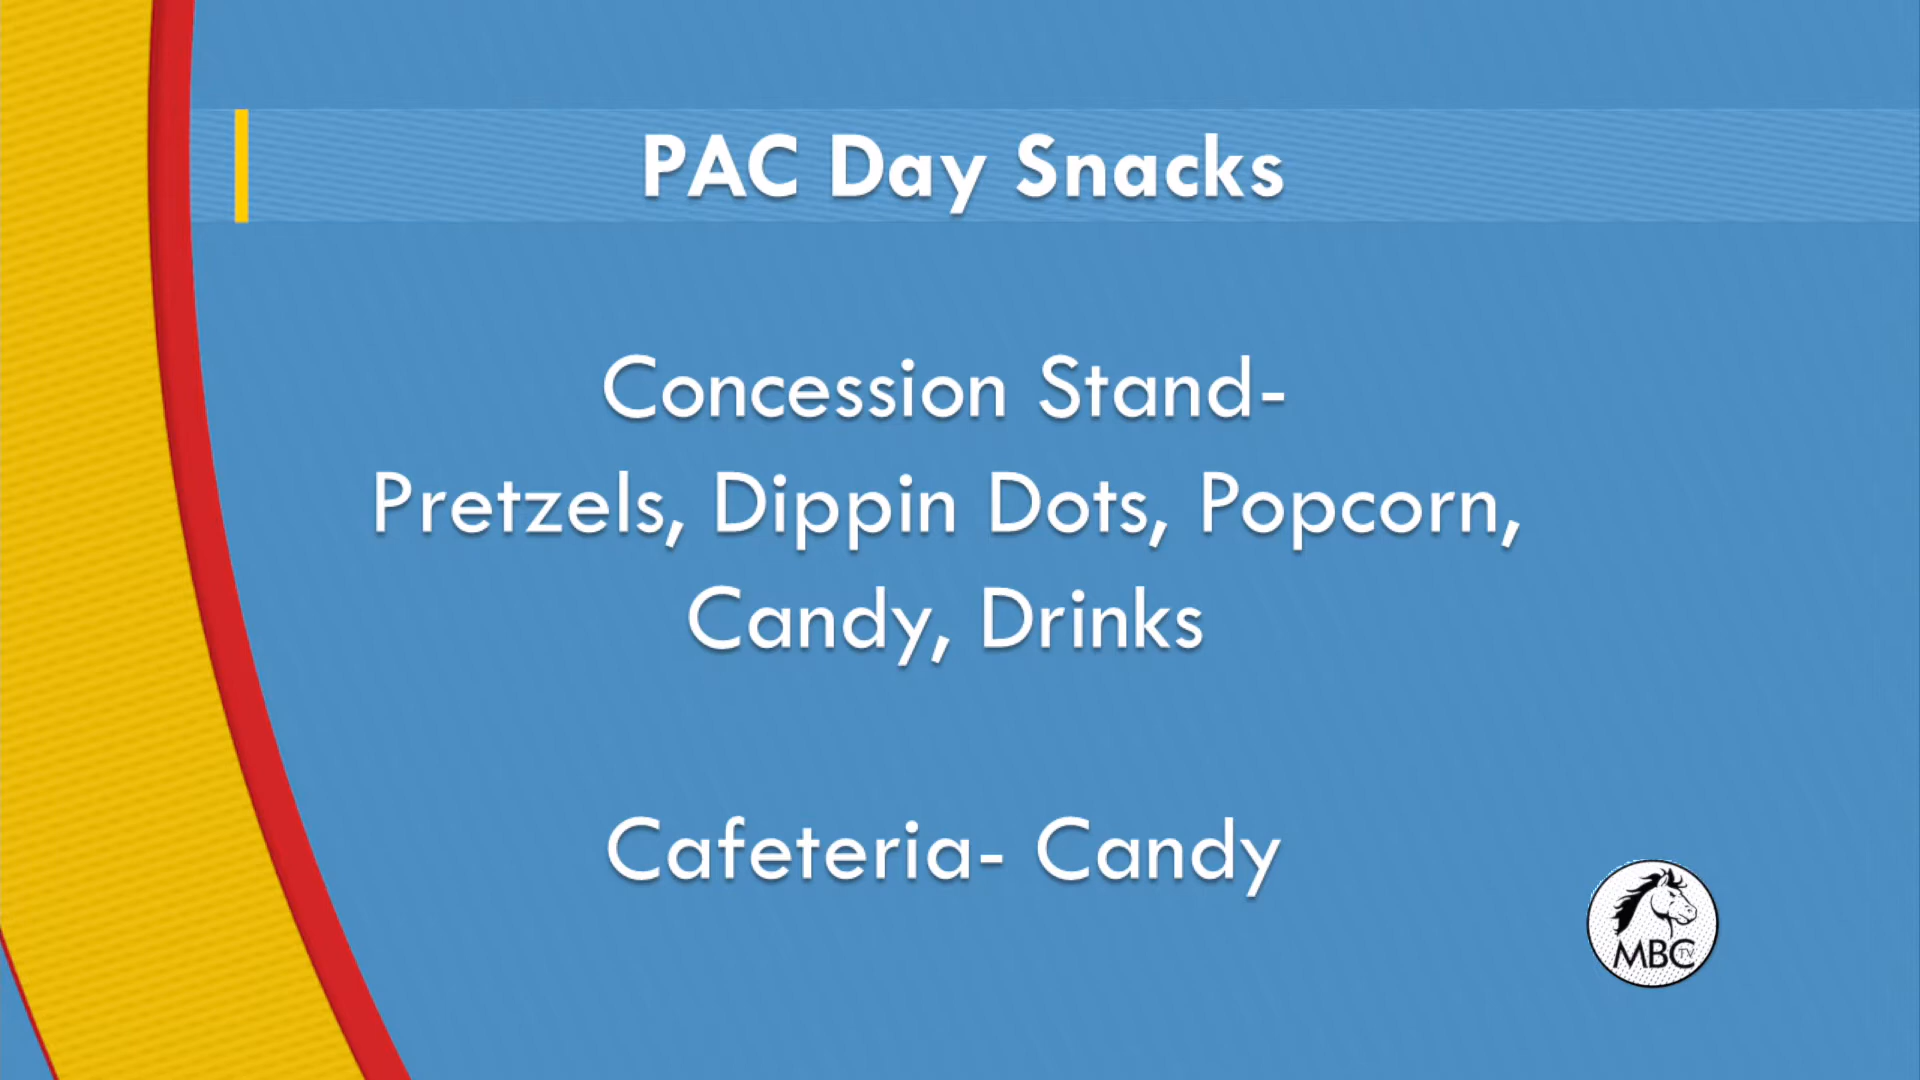 PAC Day Snacks
Concession Stand-
Pretzels, Dippin Dots, Popcorn,
Candy, Drinks
Cafeteria- Candy
MBC TV